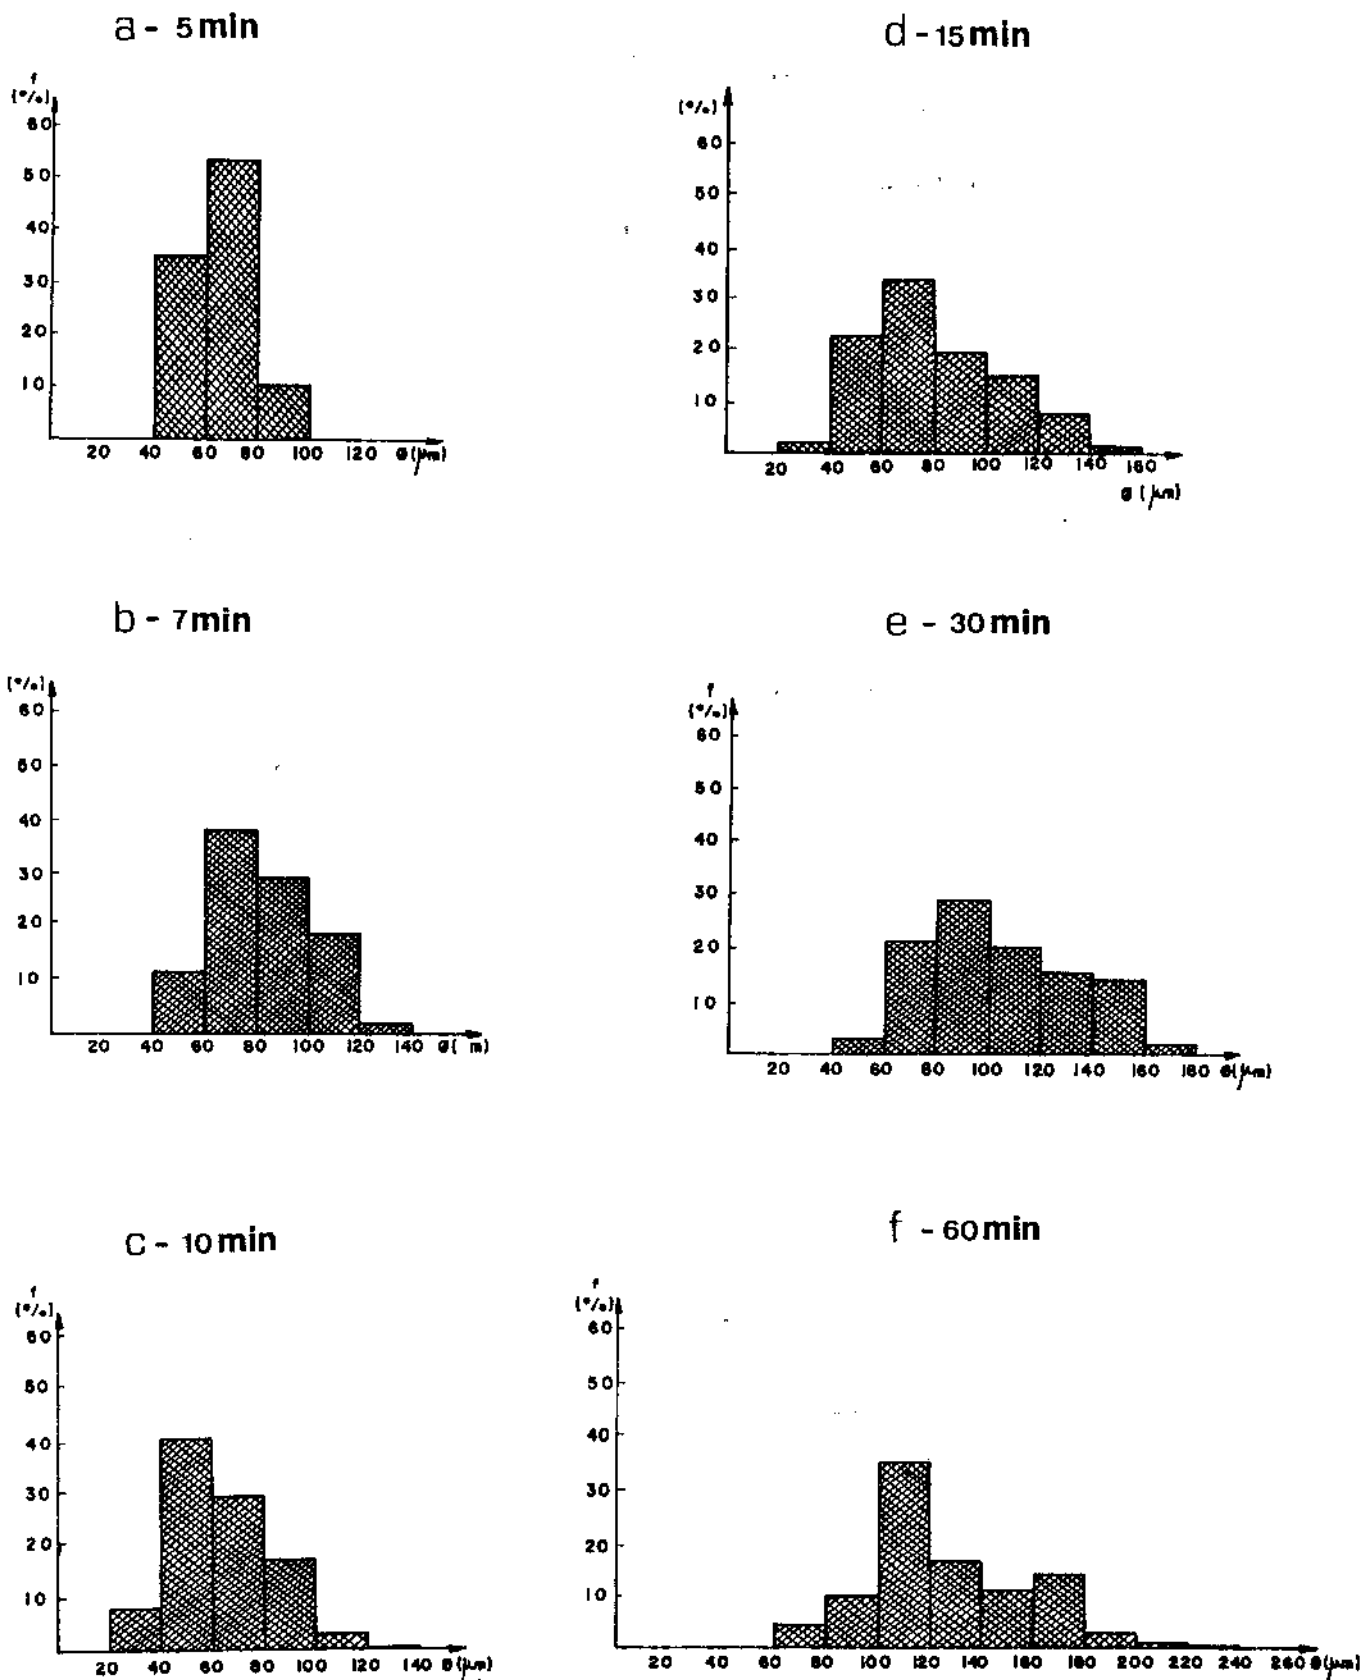 a - 5min
f
(°/o)
60
50
40
30
20
10
20 40 60 80 100 120 Ø(μm)
b - 7min
(°/o)
60
50
40
30
20
10
20 40 60 80 100 120 140 Ø( m)
c - 10min
f
(°/o)
60
50
40
30
20
10
20 40 60 80 100 120 140 Ø(μm)
d - 15min
(°/o)
60
50
40
30
20
10
20 40 60 80 100 120 140 160
Ø (μm)
e - 30min
f
(°/o)
60
50
40
30
20
10
20 40 60 80 100 120 140 160 180 Ø(μm)
f - 60min
f
(°/o)
60
50
40
30
20
10
20 40 60 80 100 120 140 160 180 200 220 240 260 Ø(μm)